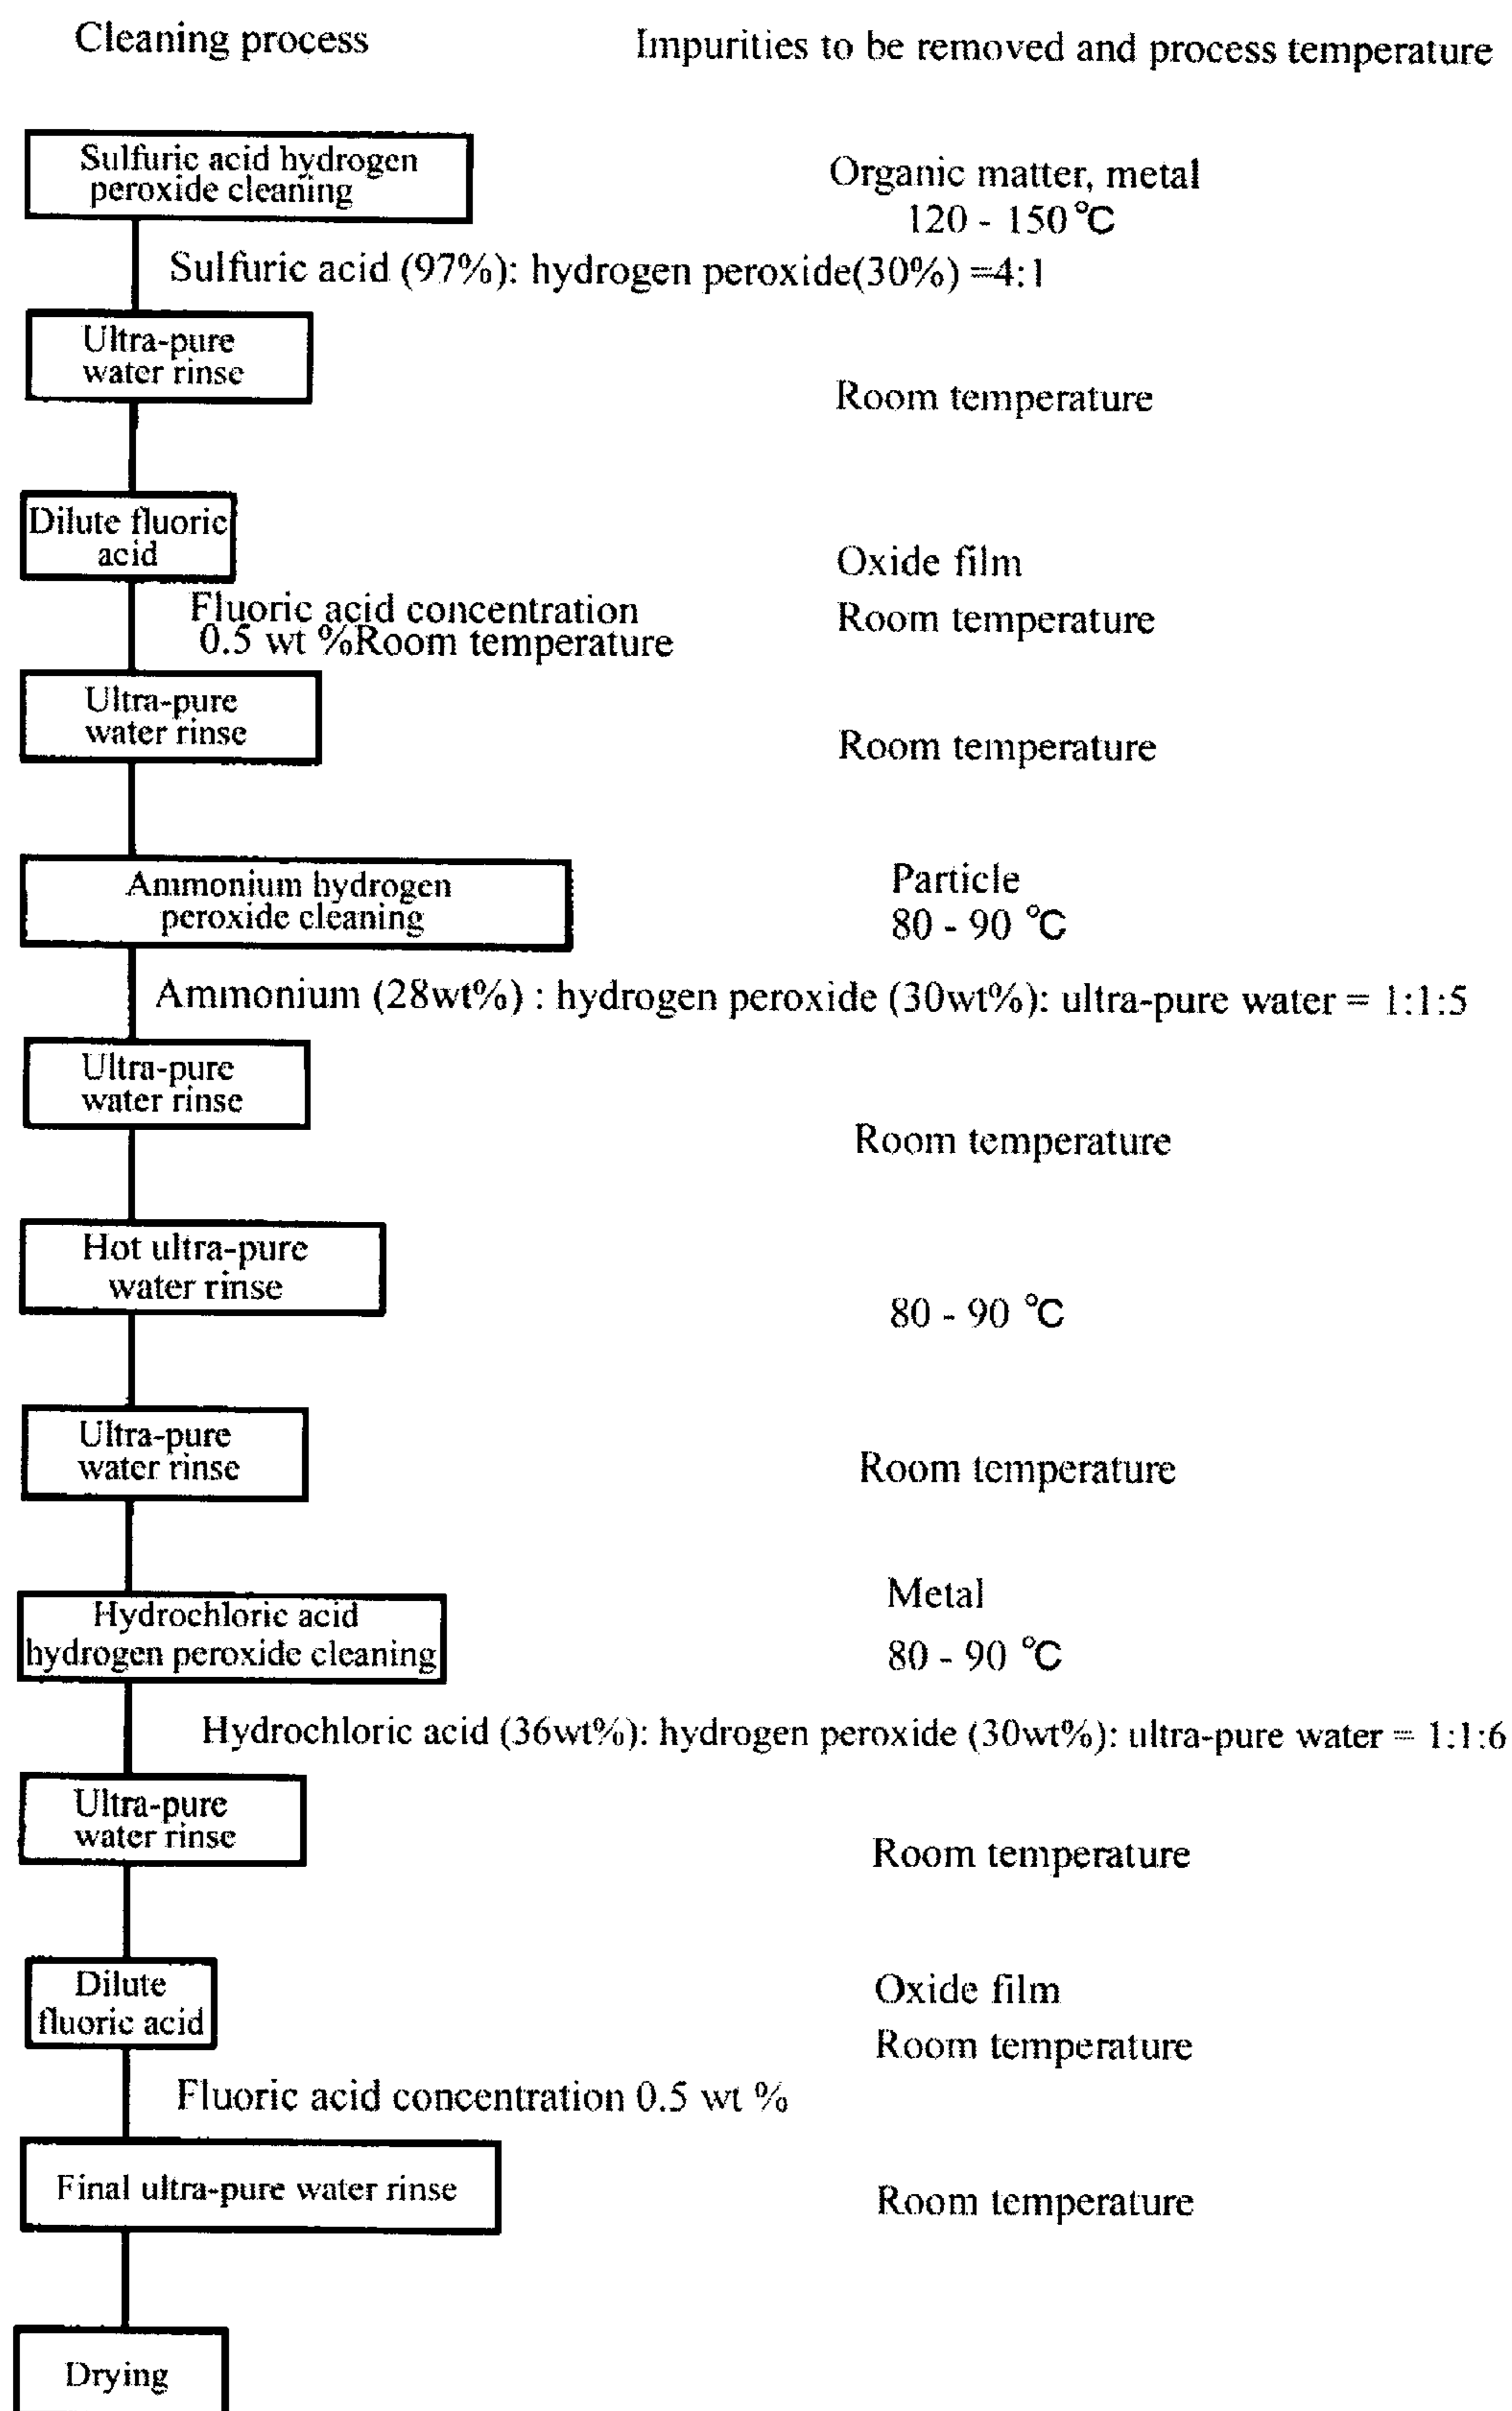 Cleaning process
Impurities to be removed and process temperature
Sulfuric acid hydrogen
peroxide cleaning
Organic matter, metal
120 - 150℃
Sulfuric acid (97%): hydrogen peroxide(30%) =4:1
Ultra-pure
water rinse
Room temperature
Dilute fluoric
acid
Oxide film
Room temperature
Fluoric acid concentration
0.5 wt %Room temperature
Ultra-pure
water rinse
Room temperature
Ammonium hydrogen
peroxide cleaning
Particle
80 - 90 ℃
Ammonium (28wt%) : hydrogen peroxide (30wt%): ultra-pure water = 1:1:5
Ultra-pure
water rinse
Room temperature
Hot ultra-pure
water rinse
80 - 90 ℃
Ultra-pure
water rinse
Room temperature
Hydrochloric acid
hydrogen peroxide cleaning
Metal
80 - 90 ℃
Hydrochloric acid (36wt%): hydrogen peroxide (30wt%): ultra-pure water = 1:1:6
Ultra-pure
water rinse
Room temperature
Dilute
fluoric acid
Oxide film
Room temperature
Fluoric acid concentration 0.5 wt %
Final ultra-pure water rinse
Room temperature
Drying